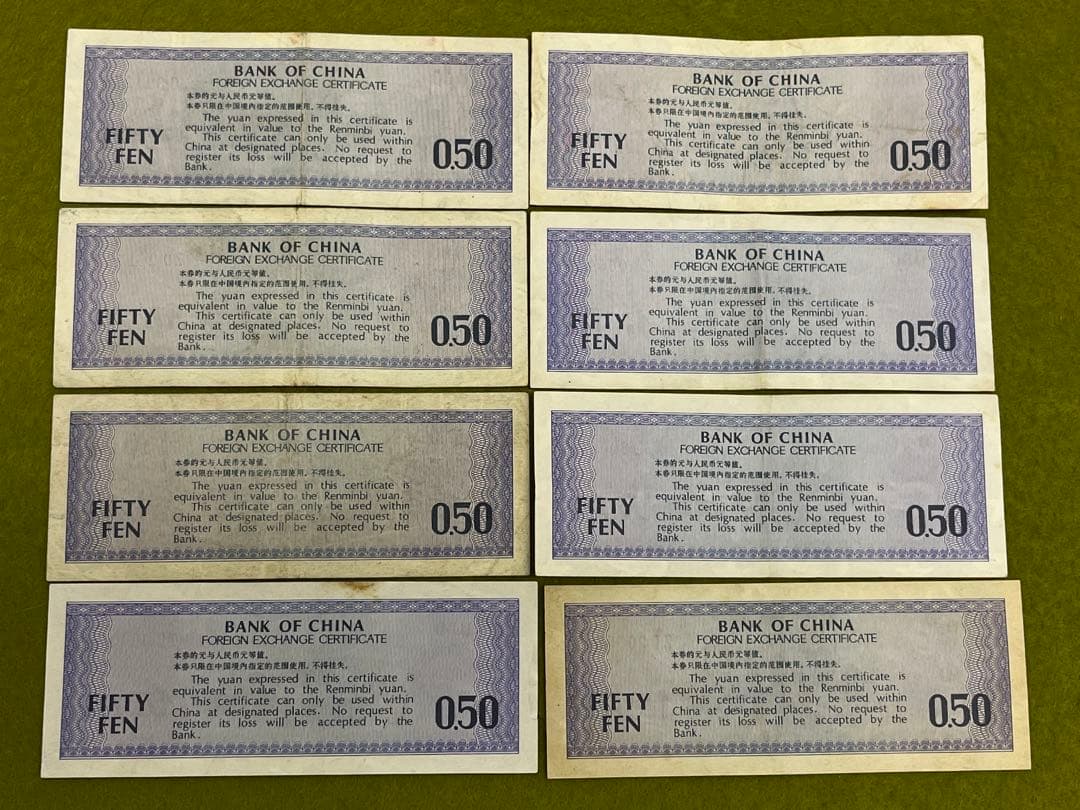 BANK OF CHINA
FOREIGN EXCHANGE CERTIFICATE
本券的元与人民币元等值。
本券只限在中国境内指定的范围使用，不得挂失。
The yuan expressed in this certificate is
equivalent in value to the Renminbi yuan.
This certificate can only be used within
China at designated places. No request to
register its loss will be accepted by the
Bank.
FIFTY
FEN
0.50
BANK OF CHINA
FOREIGN EXCHANGE CERTIFICATE
本券的元与人民币元等值。
本券只限在中国境内指定的范围使用，不得挂失。
The yuan expressed in this certificate is
equivalent in value to the Renminbi yuan.
This certificate can only be used within
China at designated places. No request to
register its loss will be accepted by the
Bank.
FIFTY
FEN
0.50
BANK OF CHINA
FOREIGN EXCHANGE CERTIFICATE
本券的元与人民币元等值。
本券只限在中国境内指定的范围使用，不得挂失。
The yuan expressed in this certificate is
equivalent in value to the Renminbi yuan.
This certificate can only be used within
China at designated places. No request to
register its loss will be accepted by the
Bank.
FIFTY
FEN
0.50
BANK OF CHINA
FOREIGN EXCHANGE CERTIFICATE
本券的元与人民币元等值。
本券只限在中国境内指定的范围使用，不得挂失。
The yuan expressed in this certificate is
equivalent in value to the Renminbi yuan.
This certificate can only be used within
China at designated places. No request to
register its loss will be accepted by the
Bank.
FIFTY
FEN
0.50
BANK OF CHINA
FOREIGN EXCHANGE CERTIFICATE
本券的元与人民币元等值。
本券只限在中国境内指定的范围使用，不得挂失。
The yuan expressed in this certificate is
equivalent in value to the Renminbi yuan.
This certificate can only be used within
China at designated places. No request to
register its loss will be accepted by the
Bank.
FIFTY
FEN
0.50
BANK OF CHINA
FOREIGN EXCHANGE CERTIFICATE
本券的元与人民币元等值。
本券只限在中国境内指定的范围使用，不得挂失。
The yuan expressed in this certificate is
equivalent in value to the Renminbi yuan.
This certificate can only be used within
China at designated places. No request to
register its loss will be accepted by the
Bank.
FIFTY
FEN
0.50
BANK OF CHINA
FOREIGN EXCHANGE CERTIFICATE
本券的元与人民币元等值。
本券只限在中国境内指定的范围使用，不得挂失。
The yuan expressed in this certificate is
equivalent in value to the Renminbi yuan.
This certificate can only be used within
China at designated places. No request to
register its loss will be accepted by the
Bank.
FIFTY
FEN
0.50
BANK OF CHINA
FOREIGN EXCHANGE CERTIFICATE
本券的元与人民币元等值。
本券只限在中国境内指定的范围使用，不得挂失。
The yuan expressed in this certificate is
equivalent in value to the Renminbi yuan.
This certificate can only be used within
China at designated places. No request to
register its loss will be accepted by the
Bank.
FIFTY
FEN
0.50